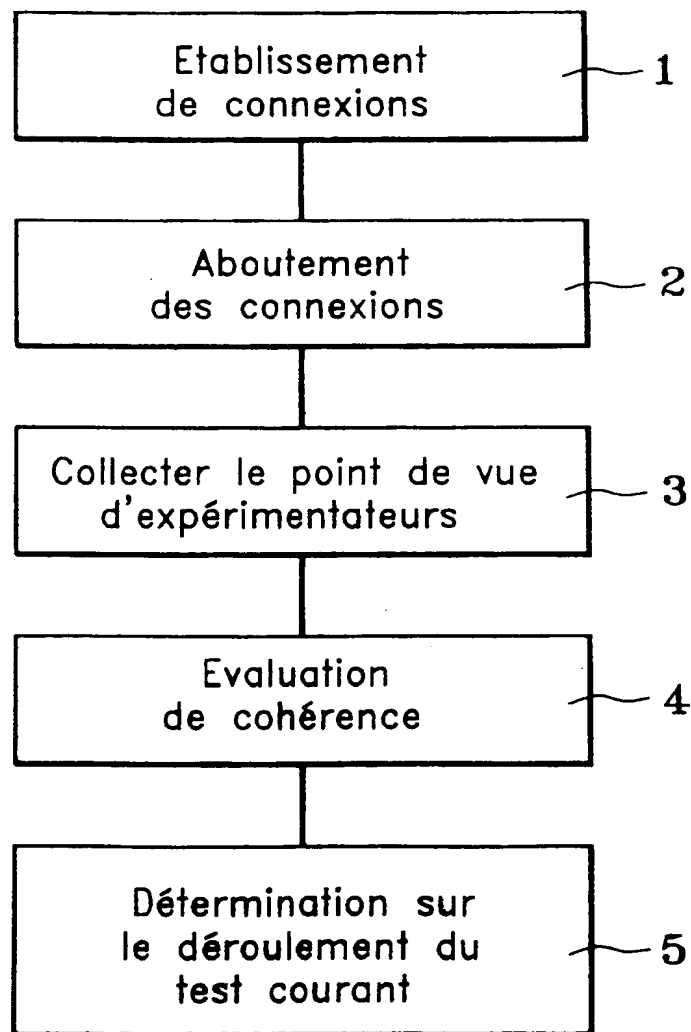 Etablissement
de connexions
1
Aboutement
des connexions
2
Collecter le point de vue
d'expérimentateurs
3
Evaluation
de cohérence
4
Détermination sur
le déroulement du
test courant
5